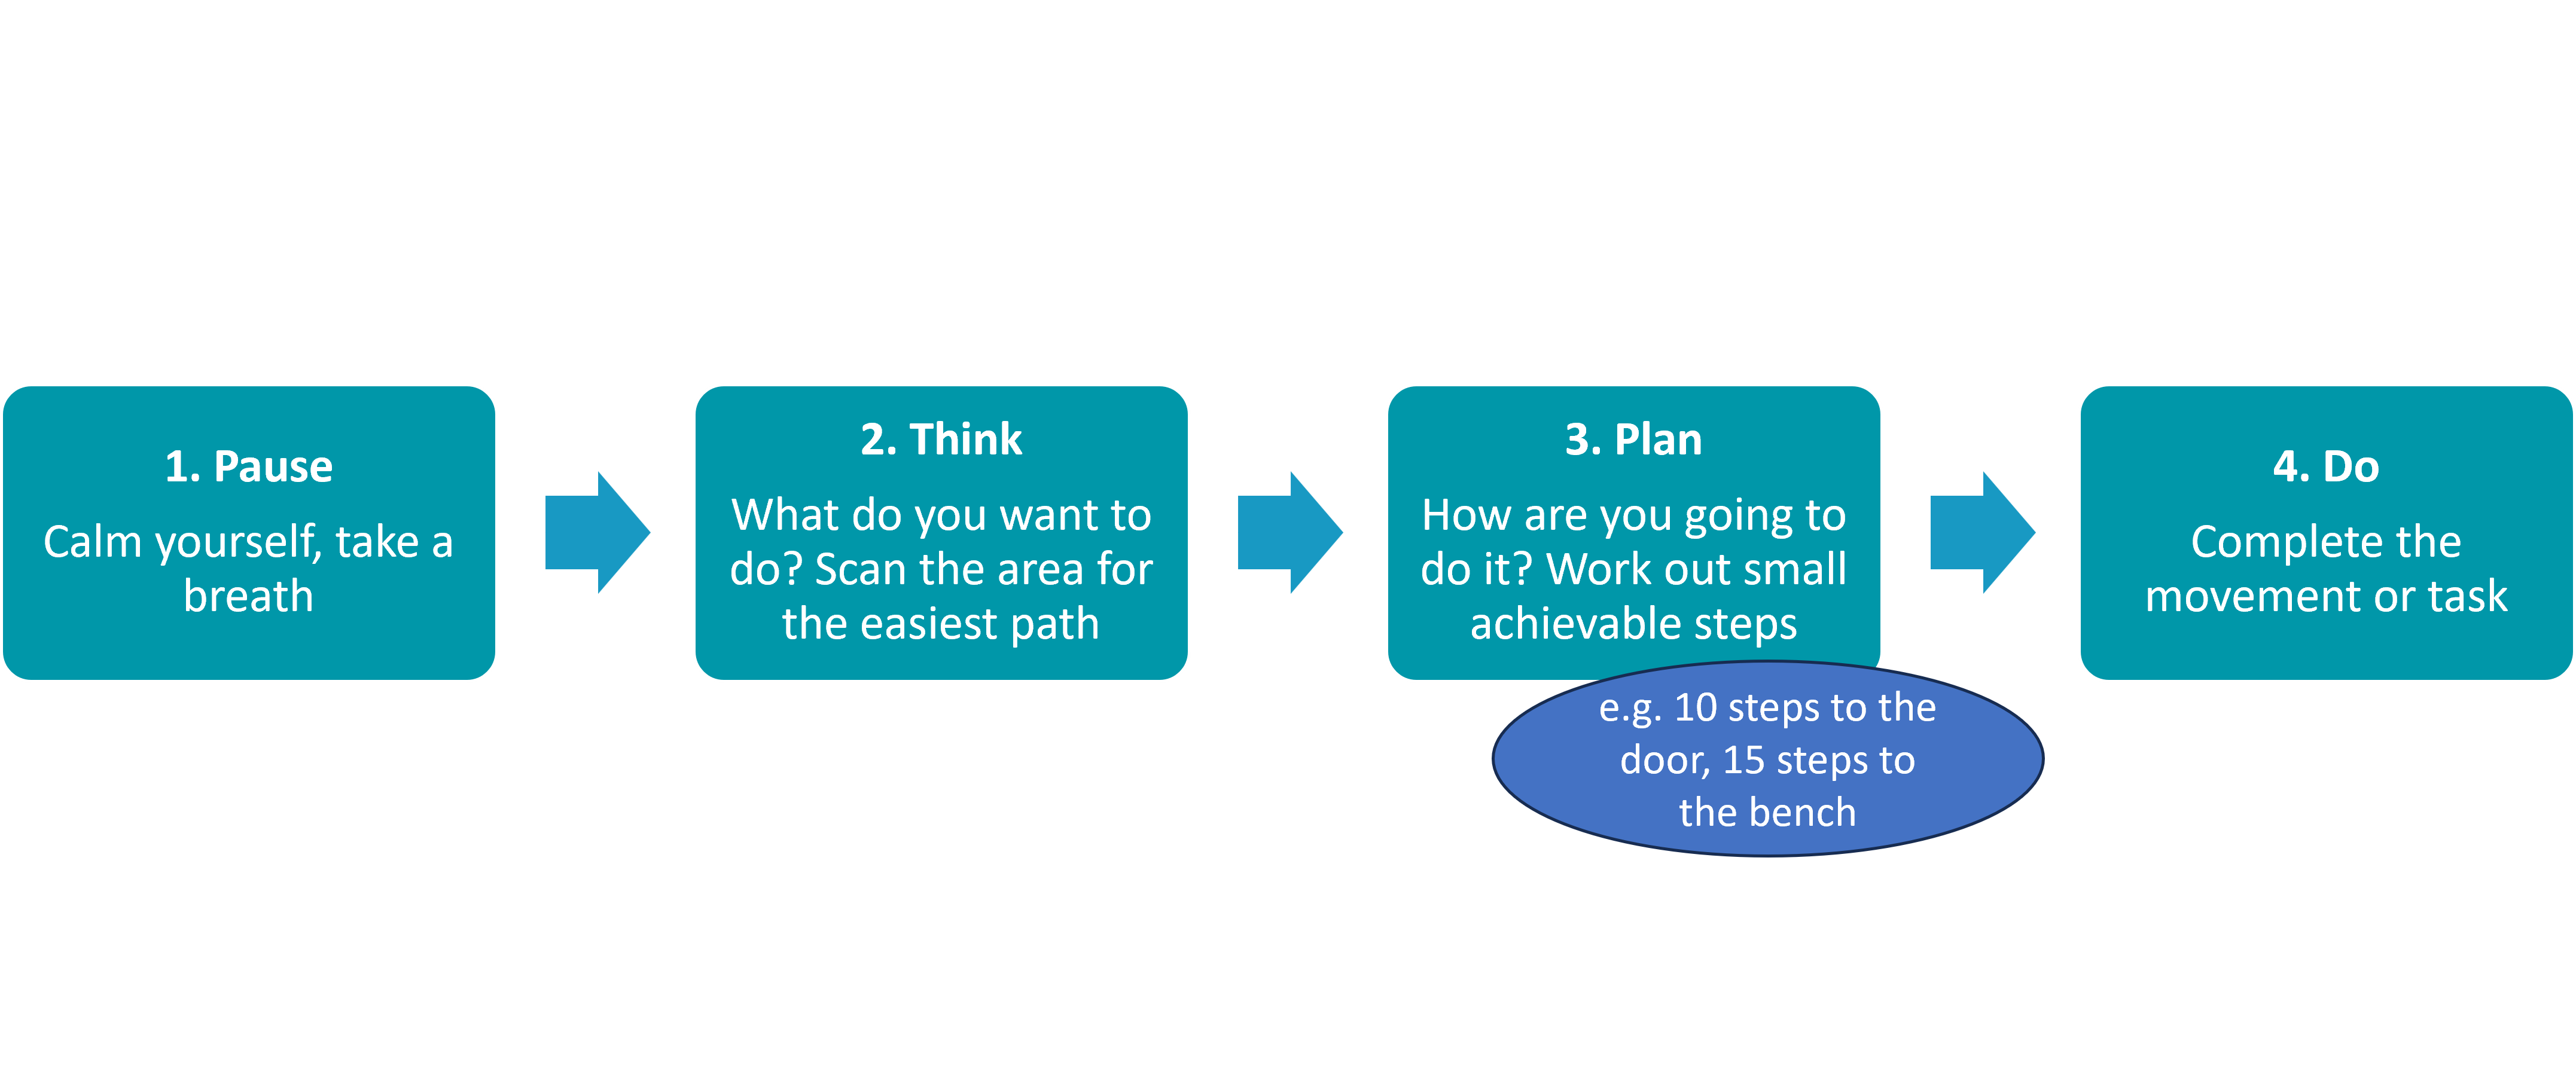 1. Pause
Calm yourself, take a
breath
2. Think
What do you want to
do? Scan the area for
the easiest path
3. Plan
How are you going to
do it? Work out small
achievable steps
e.g. 10 steps to the
door, 15 steps to
the bench
4. Do
Complete the
movement or task